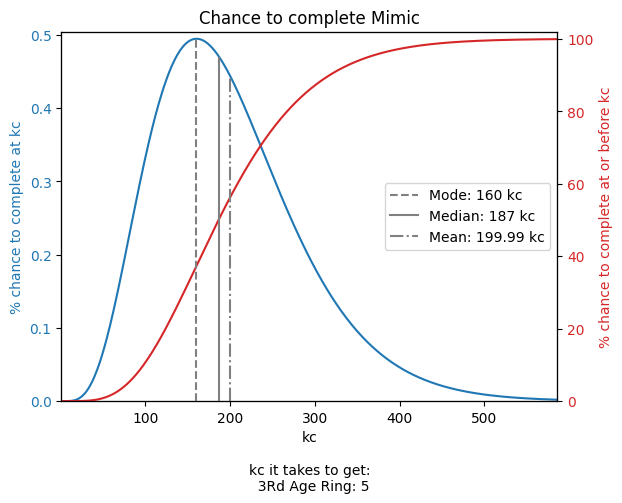 Chance to complete Mimic
% chance to complete at kc
0.5
0.4
0.3
0.2
0.1
0.0
100
80
60
40
20
0
% chance to complete at or before kc
Mode: 160 kc
Median: 187 kc
Mean: 199.99 kc
100
200
300
400
500
kc
kc it takes to get:
3Rd Age Ring: 5